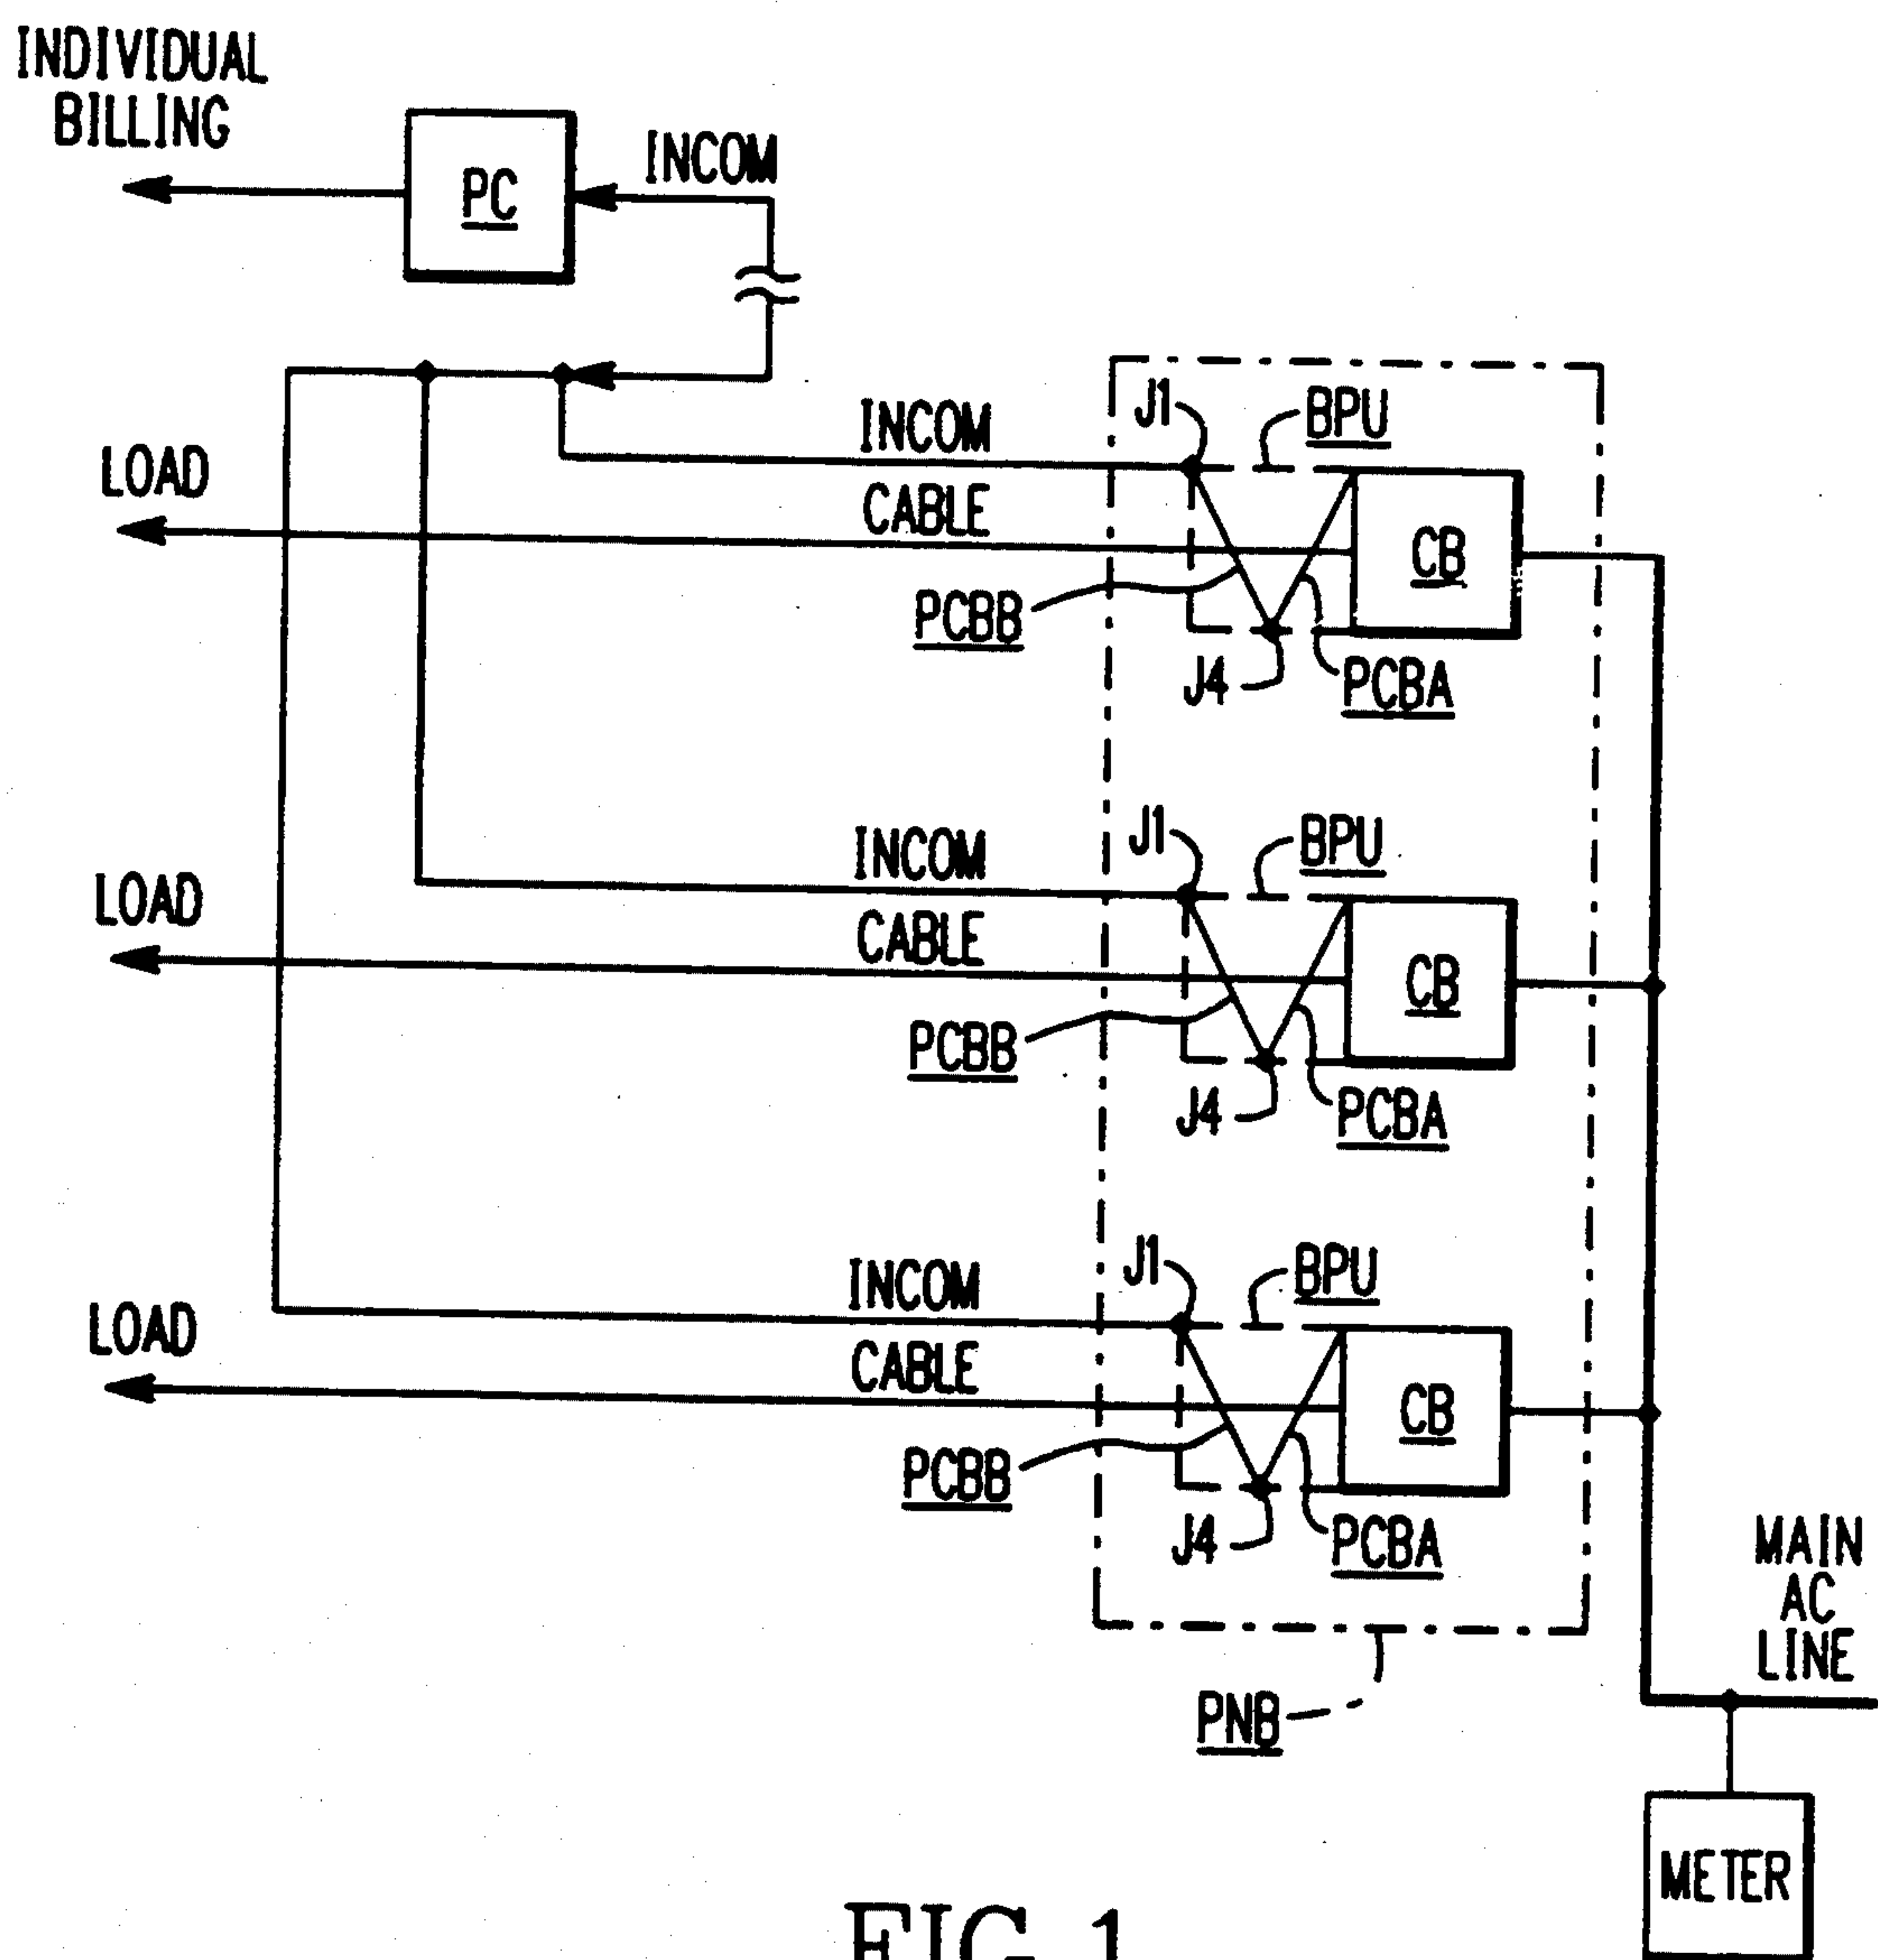 INDIVIDUAL
BILLING
PC
INCOM
J1
BPU
INCOM
LOAD
CABLE
CB
PCBB
J4
PCBA
J1
BPU
INCOM
LOAD
CABLE
CB
PCBB
J4
PCBA
J1
BPU
INCOM
LOAD
CABLE
CB
PCBB
J4
PCBA
MAIN
AC
LINE
PNB
METER
FIG. 1